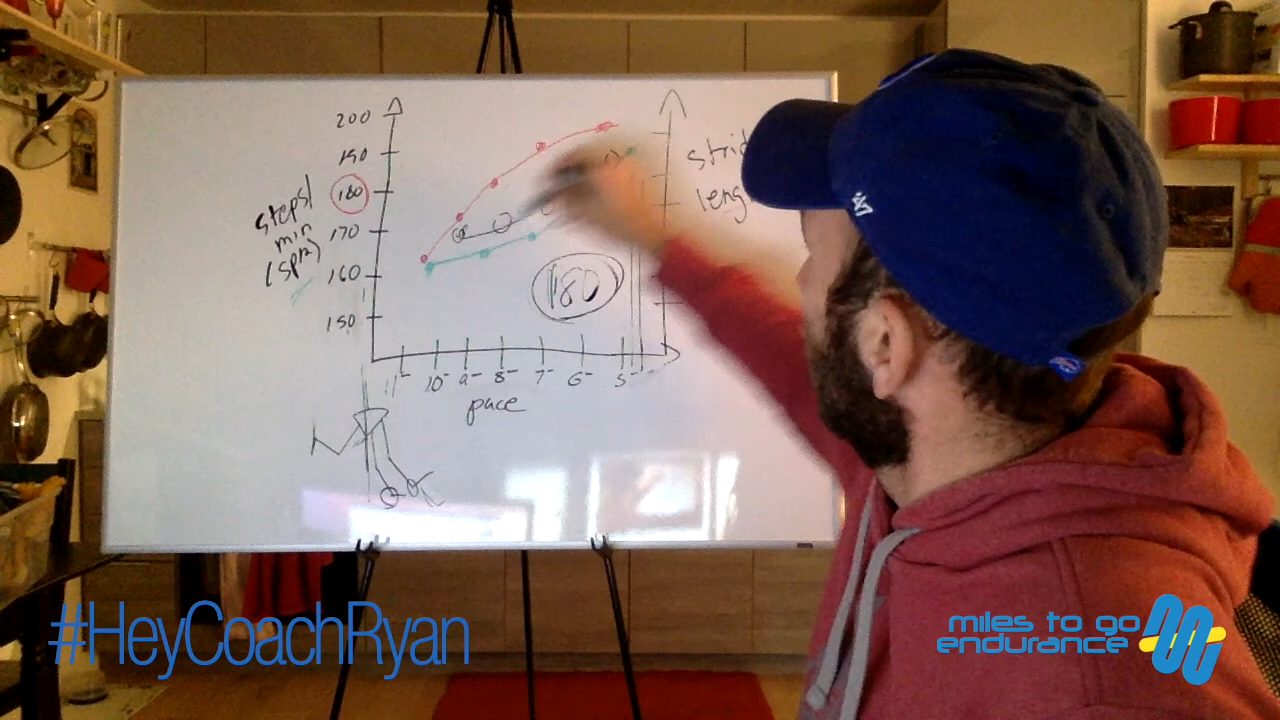 200
190
180
170
160
150
steps/
min
(spm)
180
11- 10- 9- 8- 7- 6- 5-
pace
#HeyCoachRyan
miles to go
endurance